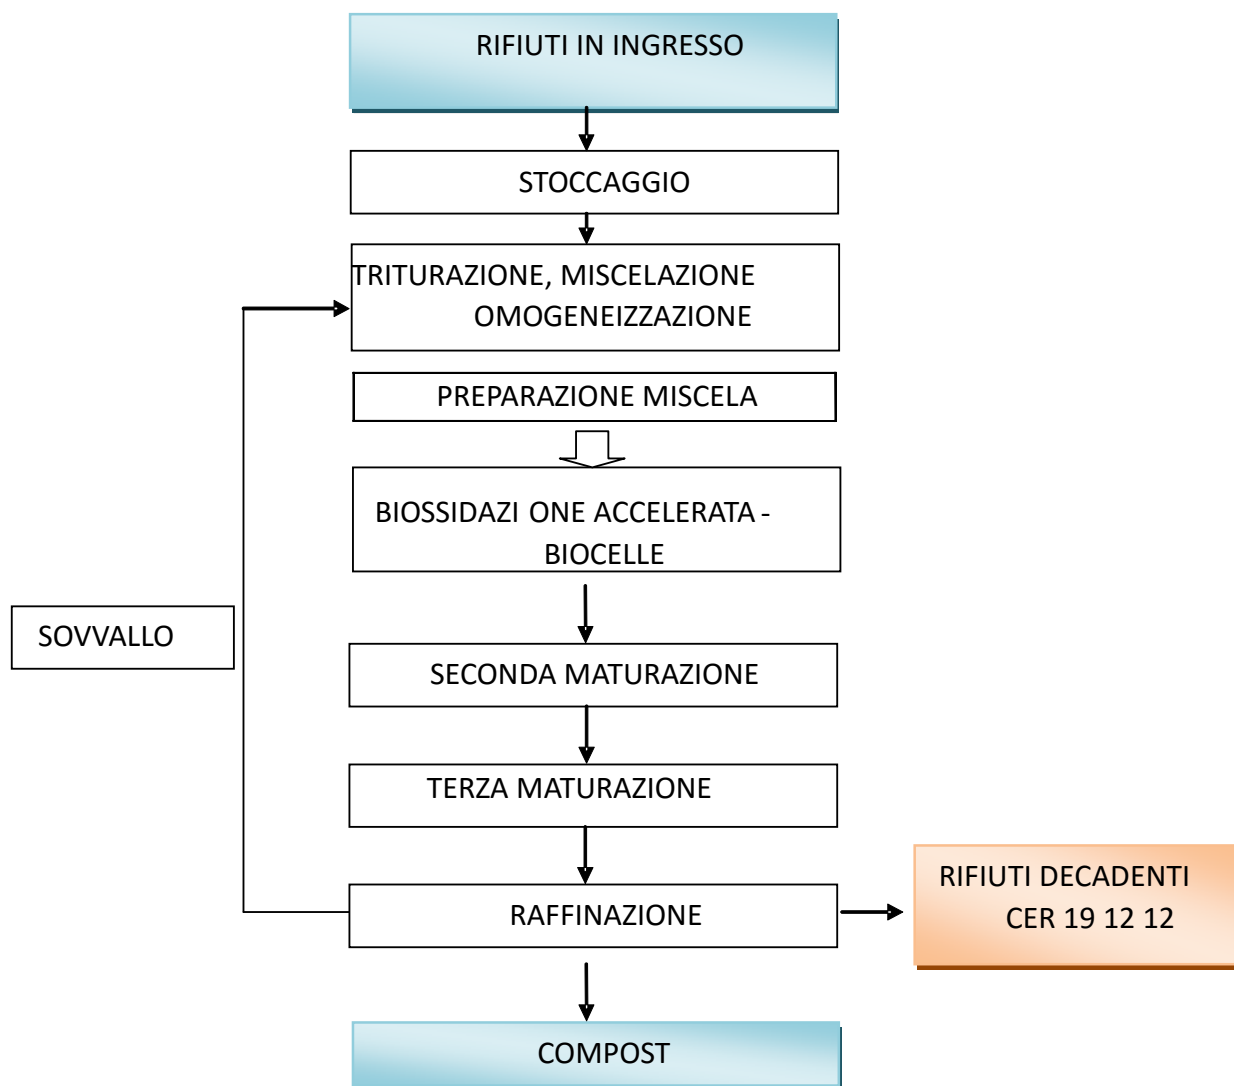 RIFIUTI IN INGRESSO
STOCCAGGIO
TRITURAZIONE, MISCELAZIONE
OMOGENEIZZAZIONE
PREPARAZIONE MISCELA
BIOSSIDAZI ONE ACCELERATA -
BIOCELLE
SOVVALLO
SECONDA MATURAZIONE
TERZA MATURAZIONE
RAFFINAZIONE
RIFIUTI DECADENTI
CER 19 12 12
COMPOST